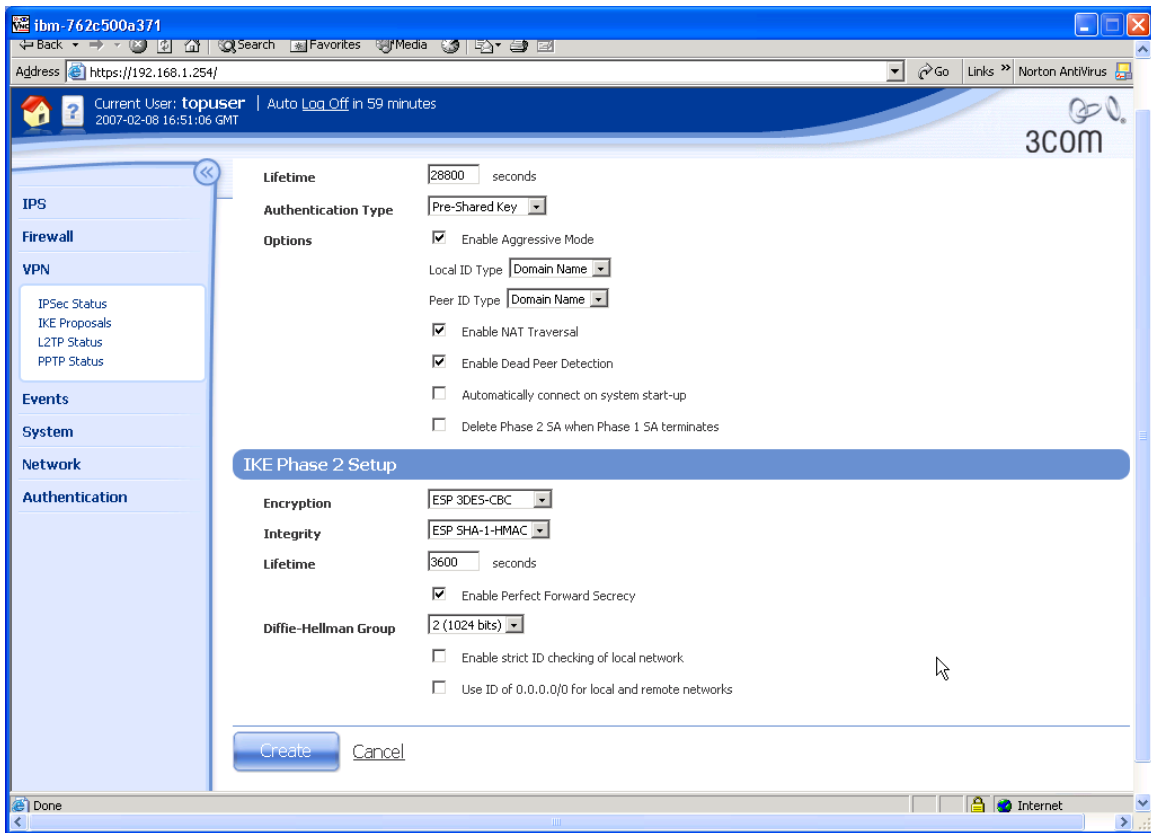 ibm-762c500a371
Back Search Favorites Media
Address https://192.168.1.254/ Go Links » Norton AntiVirus
Current User: topuser | Auto Log Off in 59 minutes
2007-02-08 16:51:06 GMT
3COM
IPS
Firewall
VPN
IPSec Status
IKE Proposals
L2TP Status
PPTP Status
Events
System
Network
Authentication
Lifetime 28800 seconds
Authentication Type Pre-Shared Key
Options Enable Aggressive Mode
Local ID Type Domain Name
Peer ID Type Domain Name
Enable NAT Traversal
Enable Dead Peer Detection
Automatically connect on system start-up
Delete Phase 2 SA when Phase 1 SA terminates
IKE Phase 2 Setup
Encryption ESP 3DES-CBC
Integrity ESP SHA-1-HMAC
Lifetime 3600 seconds
Enable Perfect Forward Secrecy
Diffie-Hellman Group 2 (1024 bits)
Enable strict ID checking of local network
Use ID of 0.0.0.0/0 for local and remote networks
Create Cancel
Done Internet